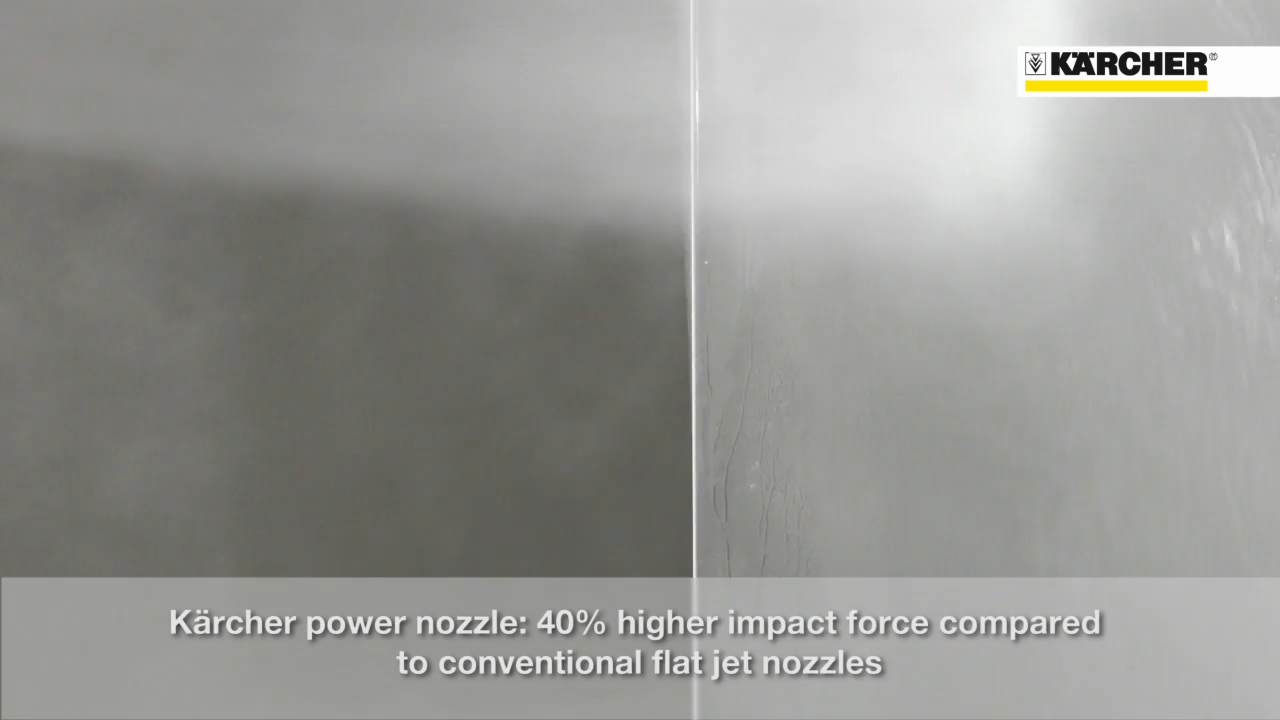 KÄRCHER®
Kärcher power nozzle: 40% higher impact force compared
to conventional flat jet nozzles